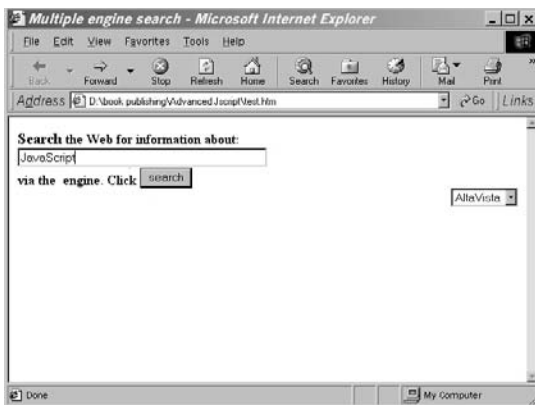 Multiple engine search - Microsoft Internet Explorer
File Edit View Favorites Tools Help
Back Forward Stop Refresh Home Search Favorites History Mail Print
Address D:\book publishing\Advanced Jscript\test.htm Go Links
Search the Web for information about:
JavaScript
via the engine. Click search
AltaVista
Done My Computer